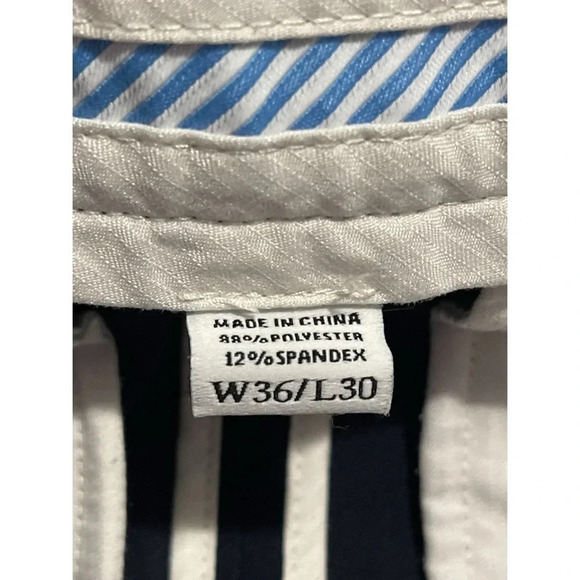 MADE IN CHINA
88%POLYESTER
12%SPANDEX
W36/L30